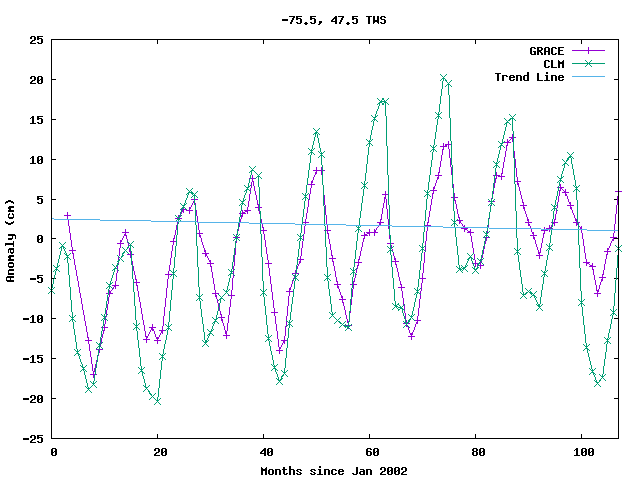 -75.5, 47.5 TWS
GRACE
CLM
Trend Line
25
20
15
10
5
0
-5
-10
-15
-20
-25
Anomaly (cm)
0 20 40 60 80 100
Months since Jan 2002